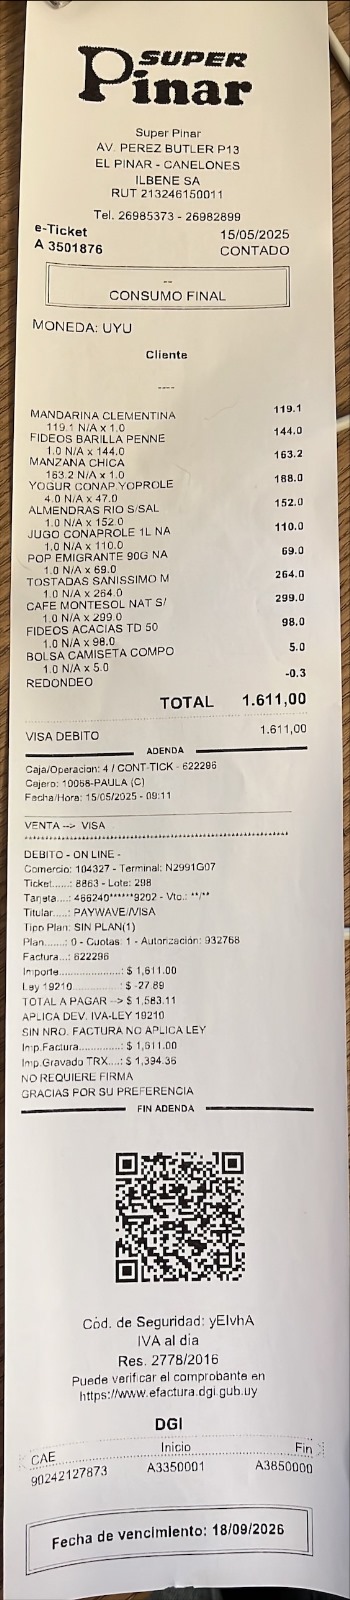 SUPER
Pinar
Super Pinar
AV. PEREZ BUTLER P13
EL PINAR - CANELONES
ILBENE SA
RUT 213246150011
Tel. 26985373 - 26982899
e-Ticket 15/05/2025
A 3501876 CONTADO
--
CONSUMO FINAL
MONEDA: UYU
Cliente
----
MANDARINA CLEMENTINA 119.1
119.1 N/A x 1.0
FIDEOS BARILLA PENNE 144.0
1.0 N/A x 144.0
MANZANA CHICA 163.2
163.2 N/A x 1.0
YOGUR CONAP.YOPROLE 188.0
4.0 N/A x 47.0
ALMENDRAS RIO S/SAL 152.0
1.0 N/A x 152.0
JUGO CONAPROLE 1L NA 110.0
1.0 N/A x 110.0
POP EMIGRANTE 90G NA 69.0
1.0 N/A x 69.0
TOSTADAS SANISSIMO M 264.0
1.0 N/A x 264.0
CAFE MONTESOL NAT S/ 299.0
1.0 N/A x 299.0
FIDEOS ACACIAS TD 50 98.0
1.0 N/A x 98.0
BOLSA CAMISETA COMPO 5.0
1.0 N/A x 5.0
REDONDEO -0.3
TOTAL 1.611,00
VISA DEBITO 1.611,00
ADENDA
Caja/Operacion: 4 / CONT-TICK - 622296
Cajero: 10068-PAULA (C)
Fecha/Hora: 15/05/2025 - 09:11
VENTA --> VISA
DEBITO - ON LINE -
Comercio: 104327 - Terminal: N2991G07
Ticket......: 8863 - Lote: 298
Tarjeta....: 466240******9202 - Vto.: **/**
Titular.....: PAYWAVE/VISA
Tipo Plan: SIN PLAN(1)
Plan.......: 0 - Cuotas: 1 - Autorización: 932768
Factura...: 622296
Importe.....................: $ 1,611.00
Ley 19210................: $ -27.89
TOTAL A PAGAR --> $ 1,583.11
APLICA DEV. IVA-LEY 19210
SIN NRO. FACTURA NO APLICA LEY
Imp.Factura..............: $ 1,611.00
Imp.Gravado TRX....: $ 1,394.36
NO REQUIERE FIRMA
GRACIAS POR SU PREFERENCIA
FIN ADENDA
Cód. de Seguridad: yEIvhA
IVA al dia
Res. 2778/2016
Puede verificar el comprobante en
https://www.efactura.dgi.gub.uy
DGI
CAE Inicio Fin
90242127873 A3350001 A3850000
Fecha de vencimiento: 18/09/2026